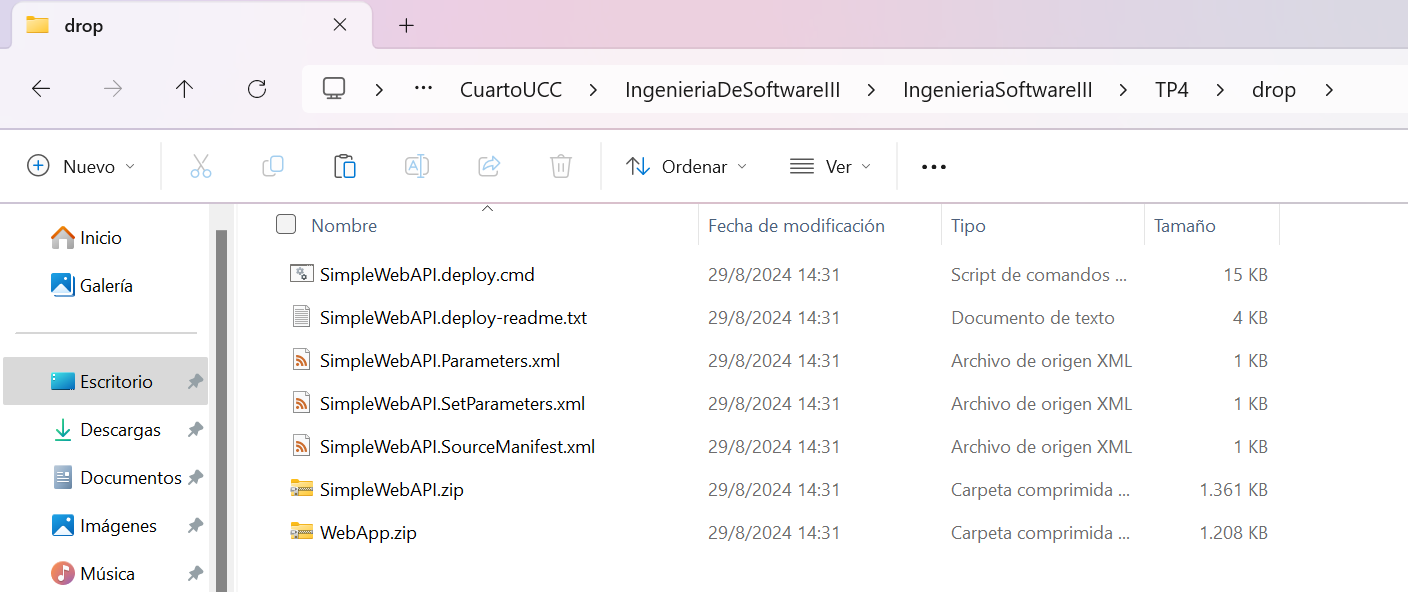 drop
CuartoUCC > IngenieriaDeSoftwareIII > IngenieriaSoftwareIII > TP4 > drop >
Nuevo Ordenar Ver
Nombre Fecha de modificación Tipo Tamaño
Inicio
Galería
Escritorio
Descargas
Documentos
Imágenes
Música
SimpleWebAPI.deploy.cmd 29/8/2024 14:31 Script de comandos ... 15 KB
SimpleWebAPI.deploy-readme.txt 29/8/2024 14:31 Documento de texto 4 KB
SimpleWebAPI.Parameters.xml 29/8/2024 14:31 Archivo de origen XML 1 KB
SimpleWebAPI.SetParameters.xml 29/8/2024 14:31 Archivo de origen XML 1 KB
SimpleWebAPI.SourceManifest.xml 29/8/2024 14:31 Archivo de origen XML 1 KB
SimpleWebAPI.zip 29/8/2024 14:31 Carpeta comprimida ... 1.361 KB
WebApp.zip 29/8/2024 14:31 Carpeta comprimida ... 1.208 KB